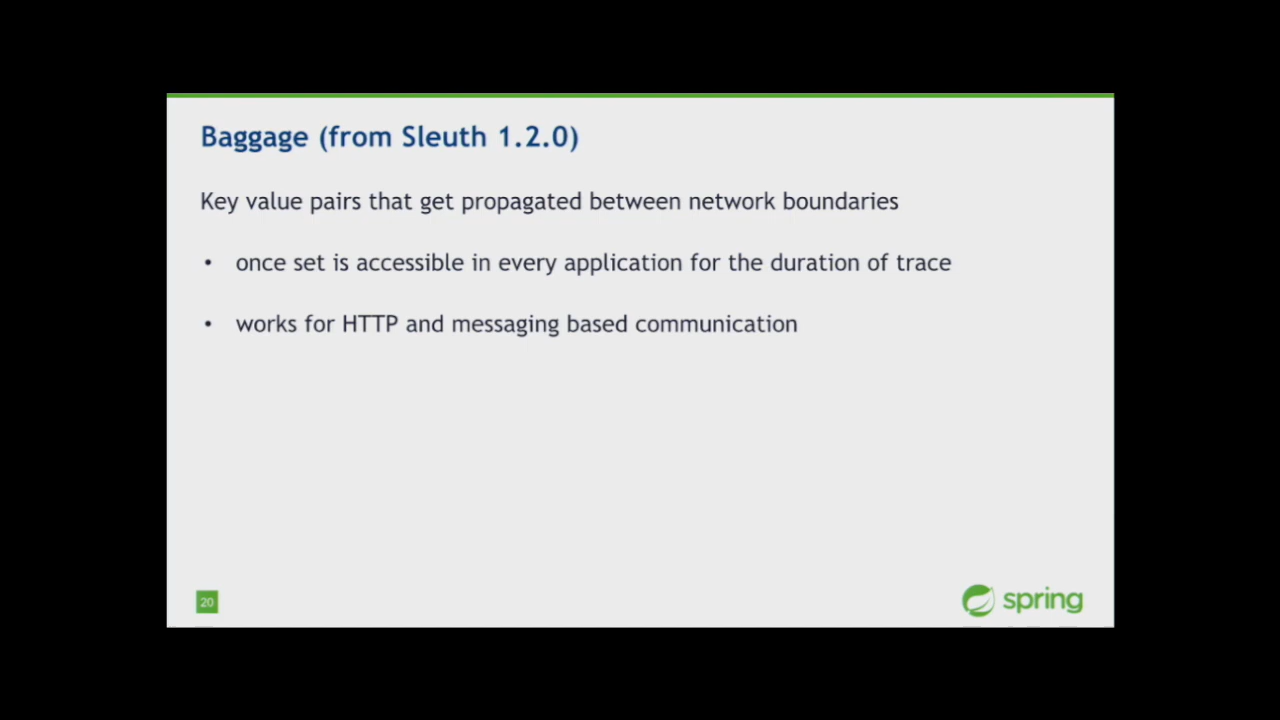 Baggage (from Sleuth 1.2.0)
Key value pairs that get propagated between network boundaries
• once set is accessible in every application for the duration of trace
• works for HTTP and messaging based communication
20
spring